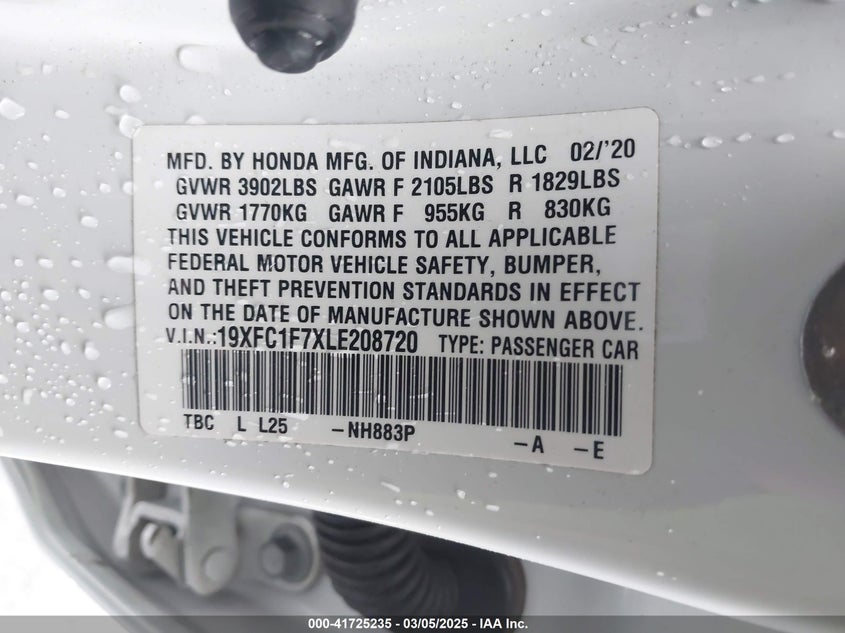 MFD. BY HONDA MFG. OF INDIANA, LLC 02/'20
GVWR 3902LBS GAWR F 2105LBS R 1829LBS
GVWR 1770KG GAWR F 955KG R 830KG
THIS VEHICLE CONFORMS TO ALL APPLICABLE
FEDERAL MOTOR VEHICLE SAFETY, BUMPER,
AND THEFT PREVENTION STANDARDS IN EFFECT
ON THE DATE OF MANUFACTURE SHOWN ABOVE.
V.I.N.:19XFC1F7XLE208720 TYPE: PASSENGER CAR
TBC L L25 -NH883P -A -E
000-41725235 - 03/05/2025 - IAA Inc.